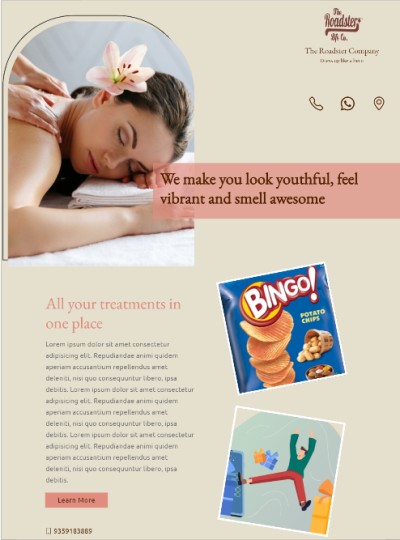 The
Roadster
Life Co.
The Roadster Company
We make you look youthful, feel
vibrant and smell awesome
BINGO!
POTATO
CHIPS
All your treatments in
one place
Lorem ipsum dolor sit amet consectetur
adipisicing elit. Repudiandae animi quidem
aperiam accusantium repellendus amet
deleniti, nisi quo consequuntur libero, ipsa
debitis. Lorem ipsum dolor sit amet consectetur
adipisicing elit. Repudiandae animi quidem
aperiam accusantium repellendus amet
deleniti, nisi quo consequuntur libero, ipsa
debitis. Lorem ipsum dolor sit amet consectetur
adipisicing elit. Repudiandae animi quidem
aperiam accusantium repellendus amet
deleniti, nisi quo consequuntur libero, ipsa
debitis.
Learn More
9359183889